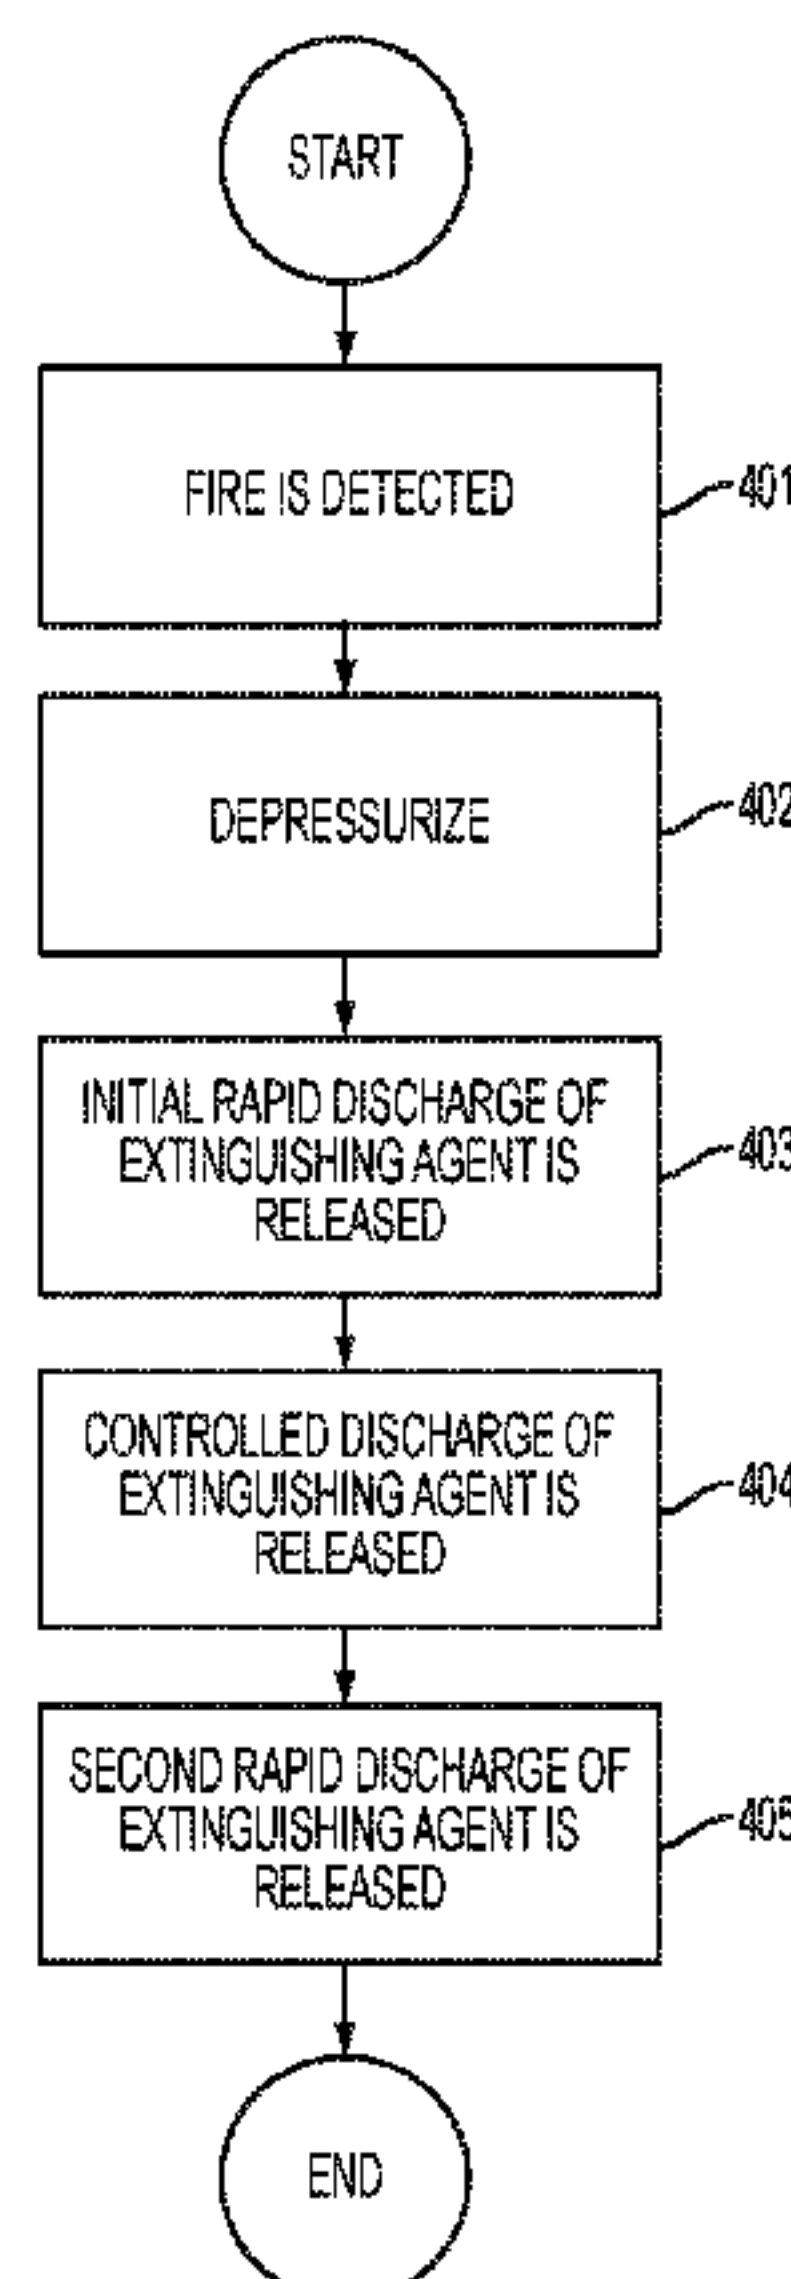 START
FIRE IS DETECTED
401
DEPRESSURIZE
402
INITIAL RAPID DISCHARGE OF
EXTINGUISHING AGENT IS
RELEASED
403
CONTROLLED DISCHARGE OF
EXTINGUISHING AGENT IS
RELEASED
404
SECOND RAPID DISCHARGE OF
EXTINGUISHING AGENT IS
RELEASED
405
END